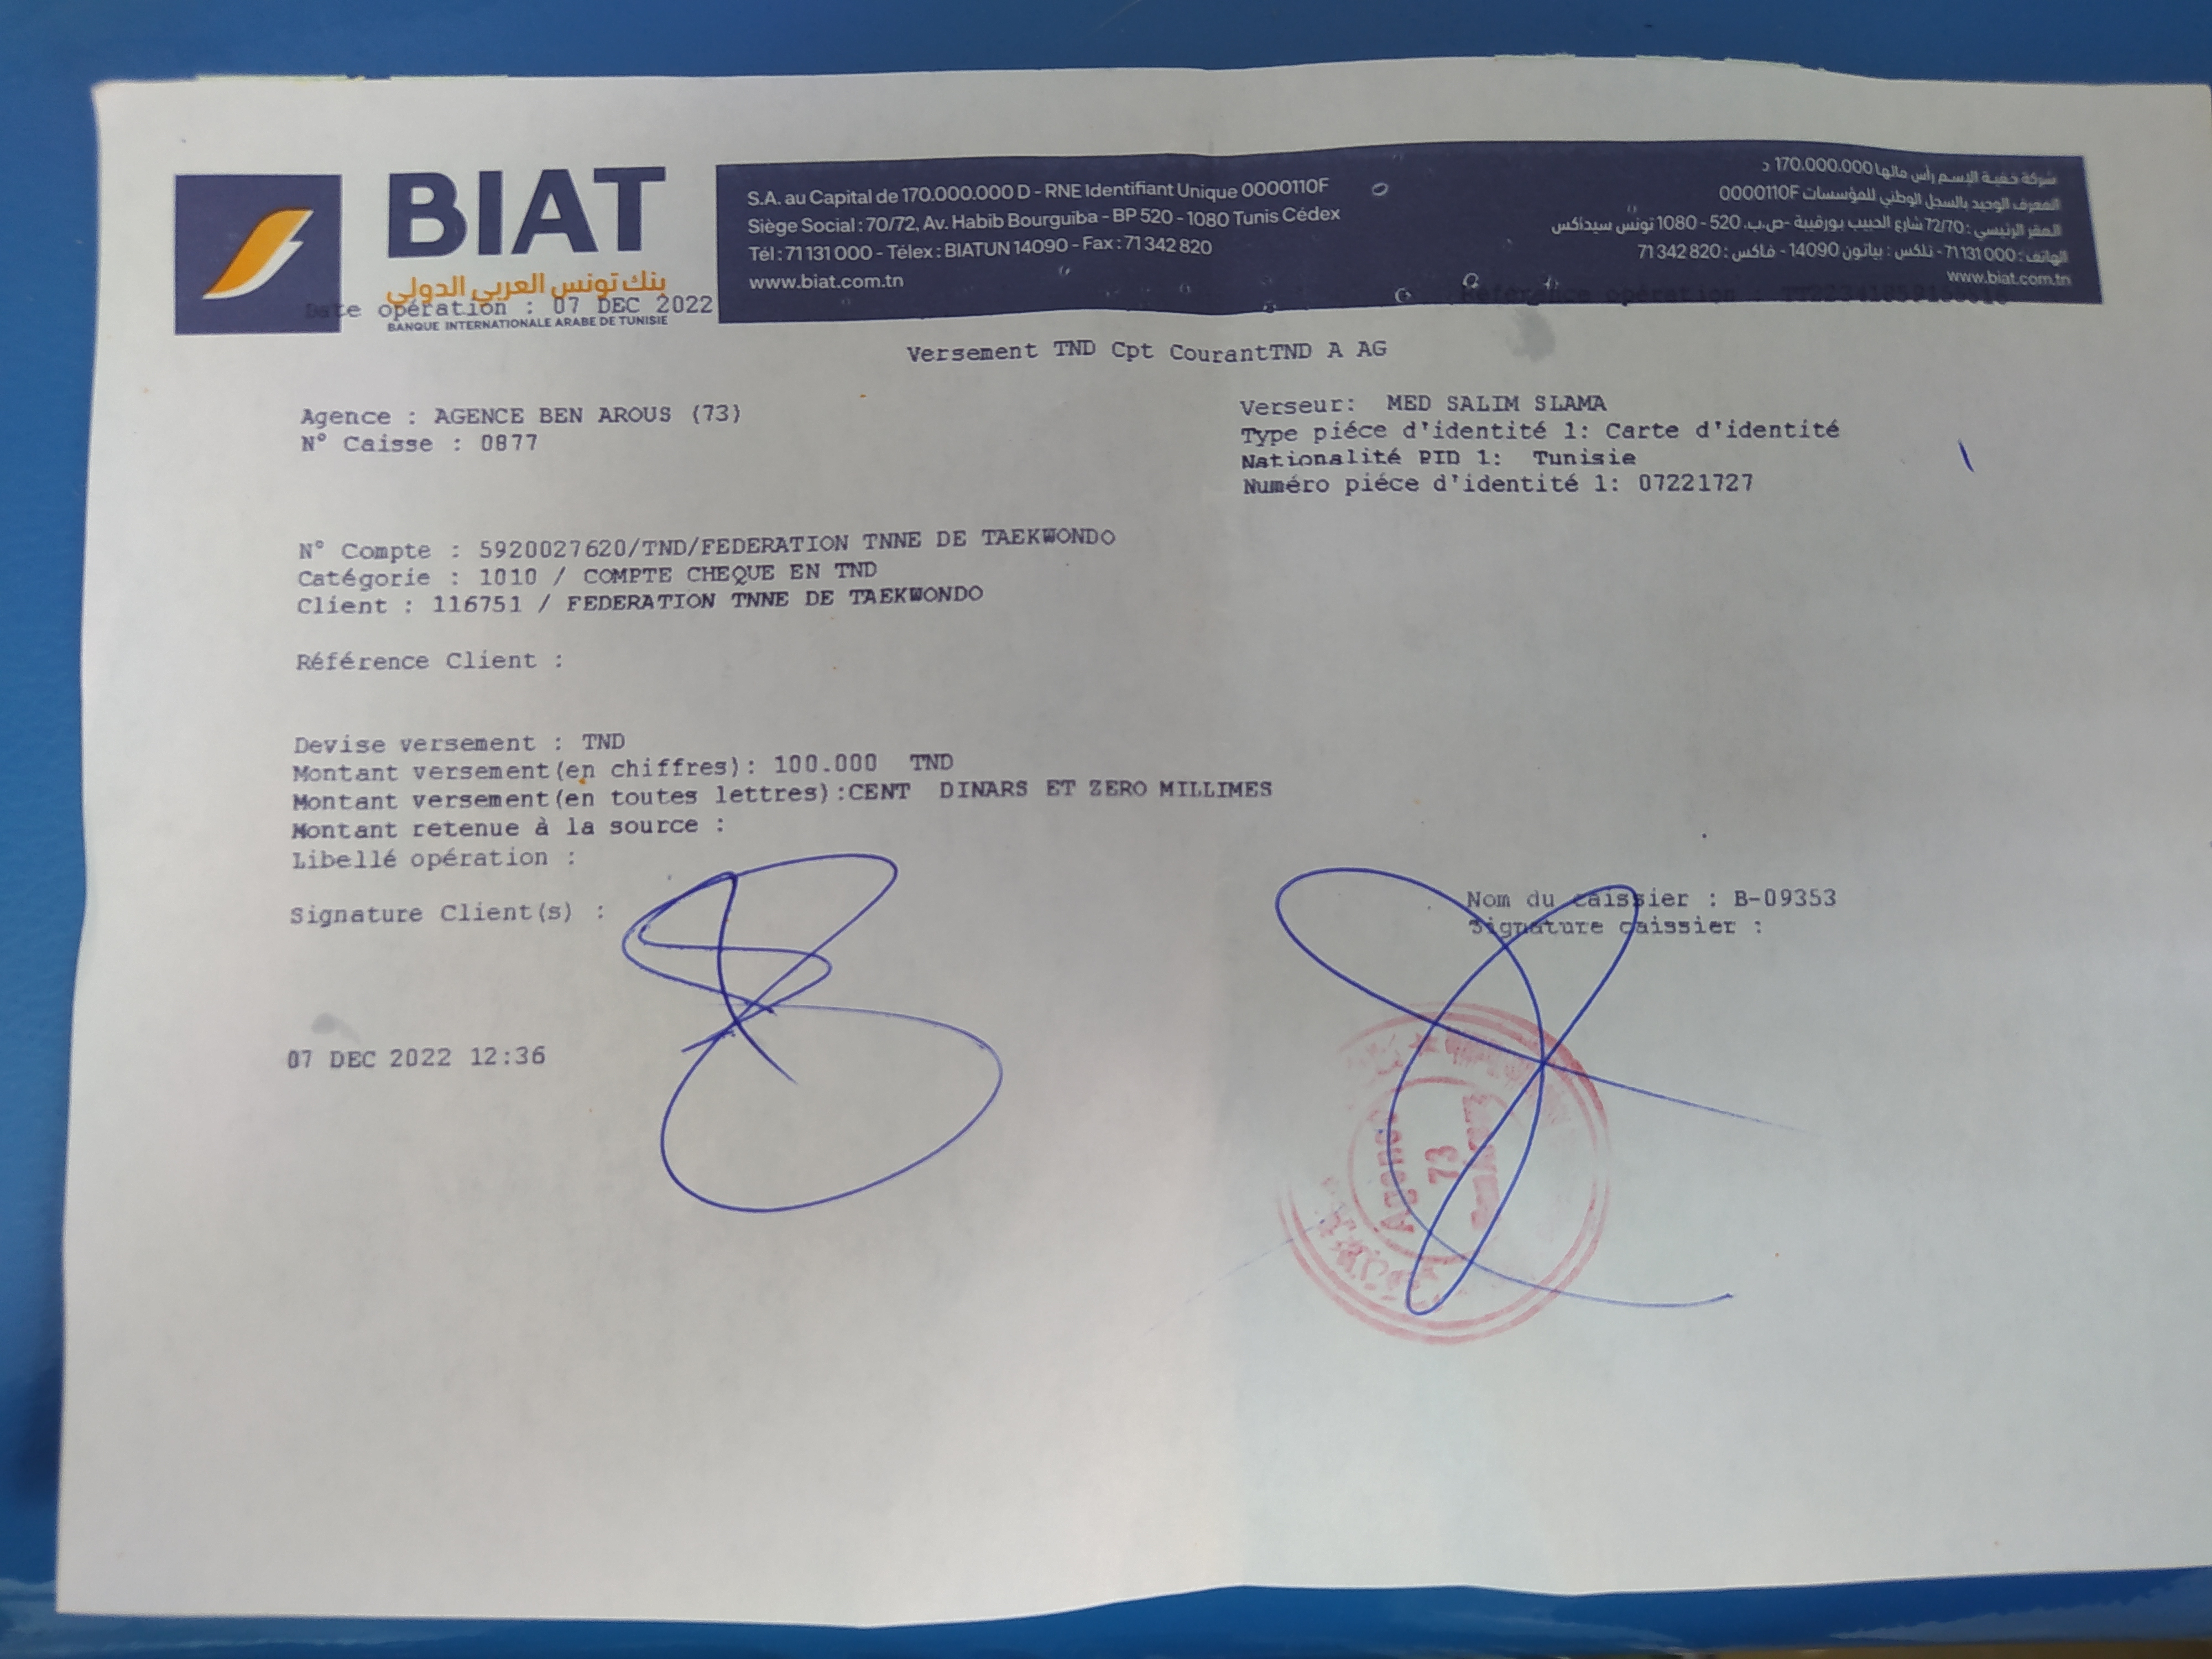 BIAT
بنك تونس العربي الدولي
BANQUE INTERNATIONALE ARABE DE TUNISIE
S.A. au Capital de 170.000.000 D - RNE Identifiant Unique 0000110F
Siège Social : 70/72, Av. Habib Bourguiba - BP 520 - 1080 Tunis Cédex
Tél : 71 131 000 - Télex : BIATUN 14090 - Fax : 71 342 820
www.biat.com.tn
شركة خفية الإسم رأس مالها 170.000.000 د
المعرف الوحيد بالسجل الوطني للمؤسسات 0000110F
المقر الرئيسي : 72/70 شارع الحبيب بورقيبة -ص.ب. 520 - 1080 تونس سيداكس
الهاتف : 71 131 000 - تلكس : بياتون 14090 - فاكس : 71 342 820
www.biat.com.tn
Date opération : 07 DEC 2022
Référence opération :
Versement TND Cpt CourantTND A AG
Agence : AGENCE BEN AROUS (73)
N° Caisse : 0877
Verseur: MED SALIM SLAMA
Type piéce d'identité 1: Carte d'identité
Nationalité PID 1: Tunisie
Numéro piéce d'identité 1: 07221727
N° Compte : 5920027620/TND/FEDERATION TNNE DE TAEKWONDO
Catégorie : 1010 / COMPTE CHEQUE EN TND
Client : 116751 / FEDERATION TNNE DE TAEKWONDO
Référence Client :
Devise versement : TND
Montant versement(en chiffres): 100.000 TND
Montant versement(en toutes lettres):CENT DINARS ET ZERO MILLIMES
Montant retenue à la source :
Libellé opération :
Signature Client(s) :
Nom du caissier : B-09353
Signature caissier :
07 DEC 2022 12:36
Agence
73